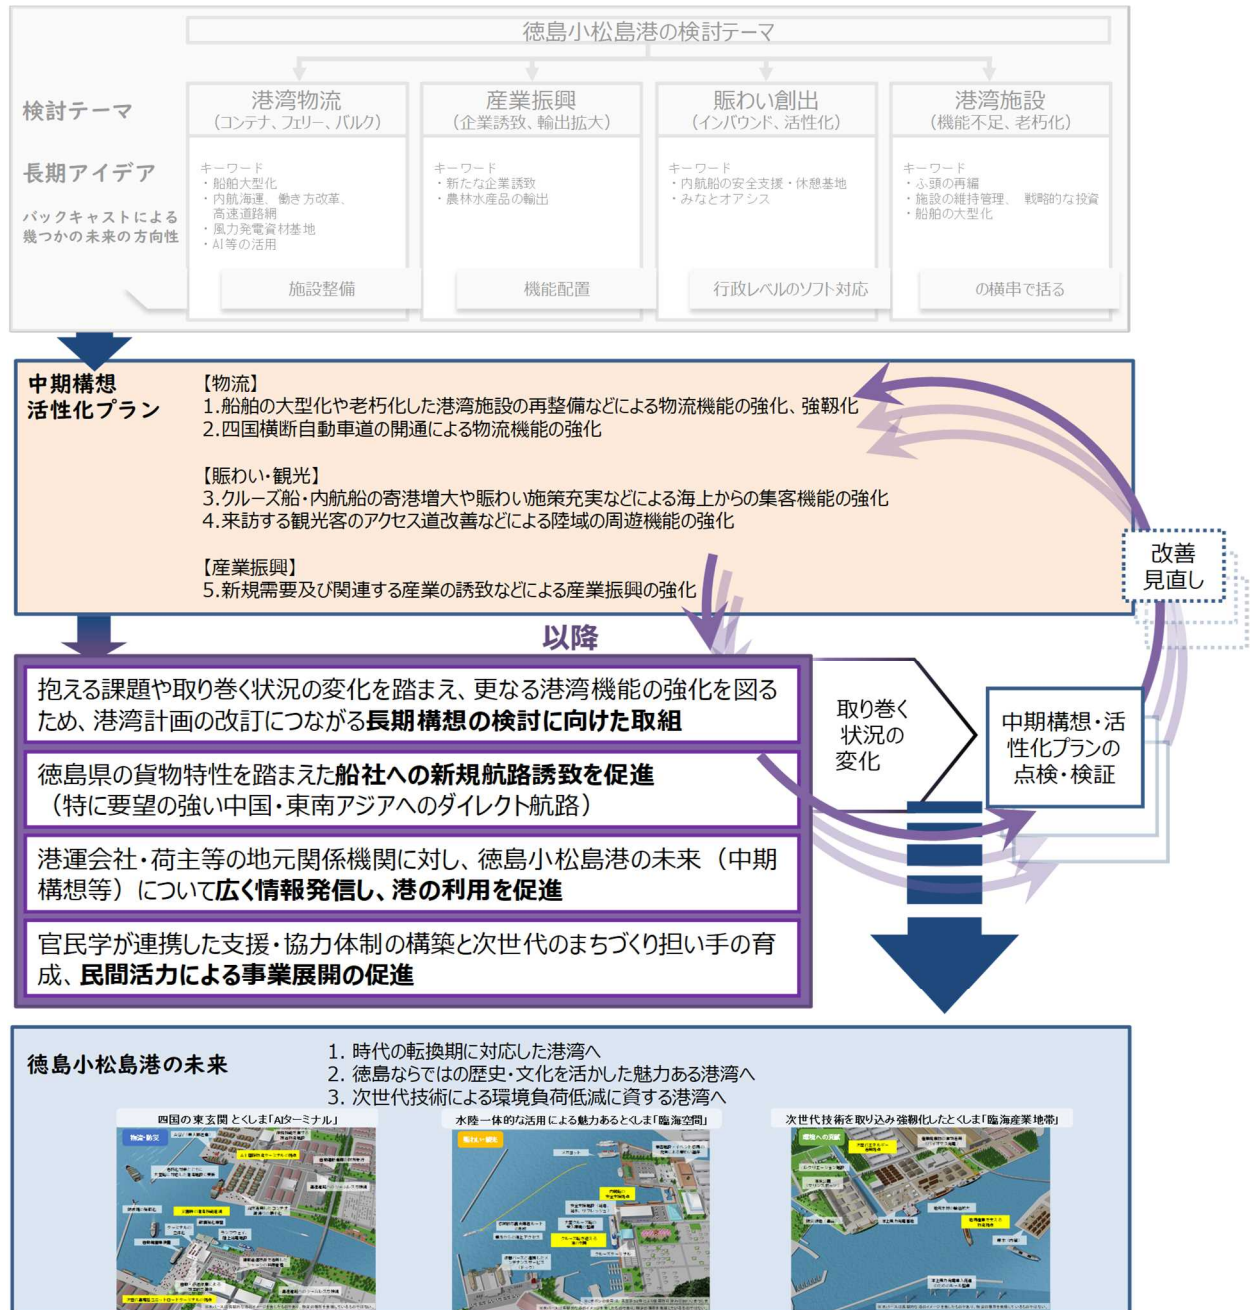 徳島小松島港の検討テーマ
検討テーマ
港湾物流
(コンテナ、フェリー、バルク)
産業振興
(企業誘致、輸出拡大)
賑わい創出
(インバウンド、活性化)
港湾施設
(機能不足、老朽化)
長期アイデア
バックキャストによる
幾つかの未来の方向性
キーワード
・船舶大型化
・内航海運、働き方改革、
高速道路網
・風力発電資材基地
・AI等の活用
キーワード
・新たな企業誘致
・農林水産品の輸出
キーワード
・内航船の安全支援・休憩基地
・みなとオアシス
キーワード
・ふ頭の再編
・施設の維持管理、 戦略的な投資
・船舶の大型化
施設整備
機能配置
行政レベルのソフト対応
の横串で括る
中期構想
活性化プラン
【物流】
1.船舶の大型化や老朽化した港湾施設の再整備などによる物流機能の強化、強靱化
2.四国横断自動車道の開通による物流機能の強化
【賑わい・観光】
3.クルーズ船・内航船の寄港増大や賑わい施策充実などによる海上からの集客機能の強化
4.来訪する観光客のアクセス道改善などによる陸域の周遊機能の強化
【産業振興】
5.新規需要及び関連する産業の誘致などによる産業振興の強化
改善
見直し
以降
抱える課題や取り巻く状況の変化を踏まえ、更なる港湾機能の強化を図る
ため、港湾計画の改訂につながる長期構想の検討に向けた取組
徳島県の貨物特性を踏まえた船社への新規航路誘致を促進
（特に要望の強い中国・東南アジアへのダイレクト航路）
港運会社・荷主等の地元関係機関に対し、徳島小松島港の未来（中期
構想等）について広く情報発信し、港の利用を促進
官民学が連携した支援・協力体制の構築と次世代のまちづくり担い手の育
成、民間活力による事業展開の促進
取り巻く
状況の
変化
中期構想・活
性化プランの
点検・検証
徳島小松島港の未来
1. 時代の転換期に対応した港湾へ
2. 徳島ならではの歴史・文化を活かした魅力ある港湾へ
3. 次世代技術による環境負荷低減に資する港湾へ
四国の東玄関 とくしま「AIターミナル」
物流・防災
水陸一体的な活用による魅力あるとくしま「臨海空間」
賑わい・観光
次世代技術を取り込み強靱化したとくしま「臨海産業地帯」
環境への貢献